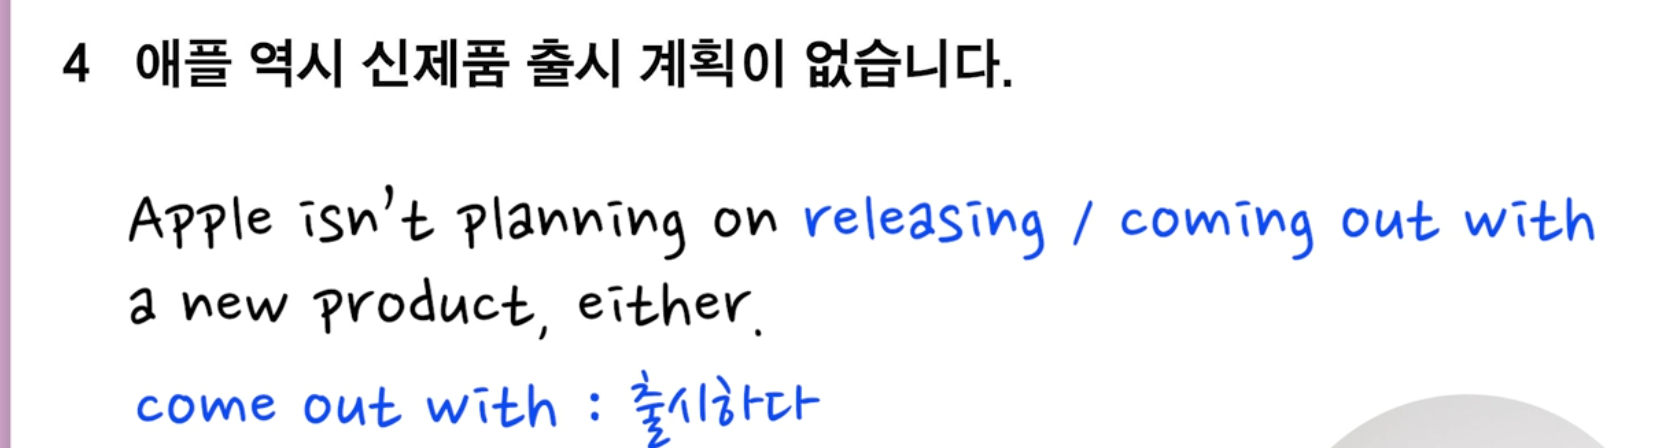 4 애플 역시 신제품 출시 계획이 없습니다.
Apple isn't planning on releasing / coming out with
a new product, either.
come out with : 출시하다